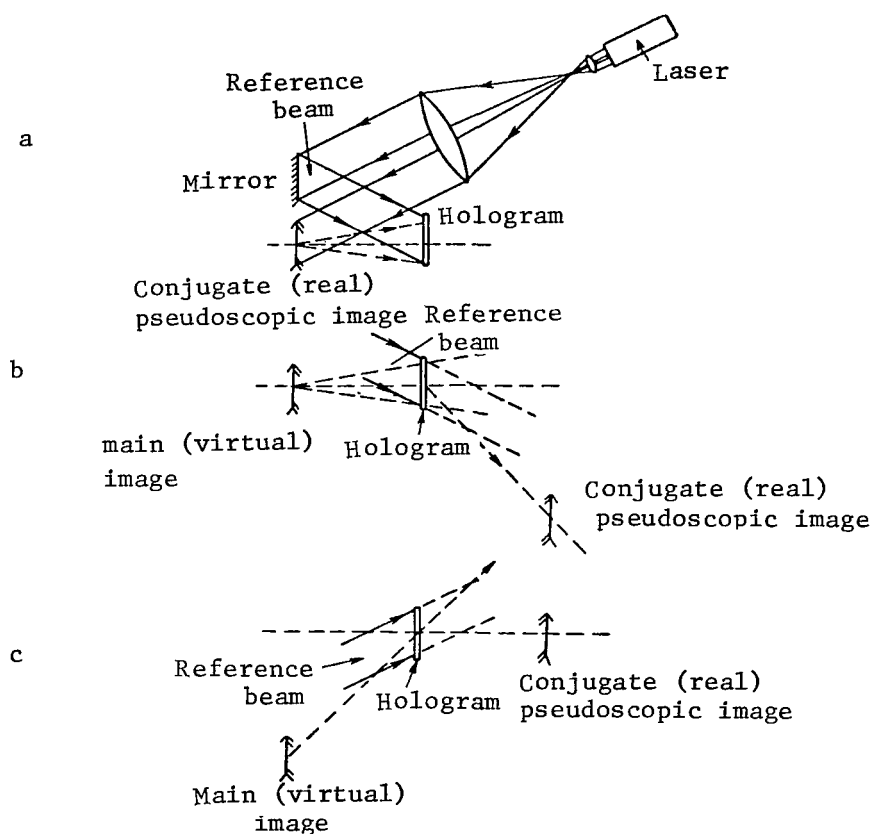 Laser
Reference
beam
a
Mirror
Hologram
Conjugate (real)
pseudoscopic image
Reference
beam
b
main (virtual)
image
Hologram
Conjugate (real)
pseudoscopic image
c
Reference
beam
Hologram
Conjugate (real)
pseudoscopic image
Main (virtual)
image